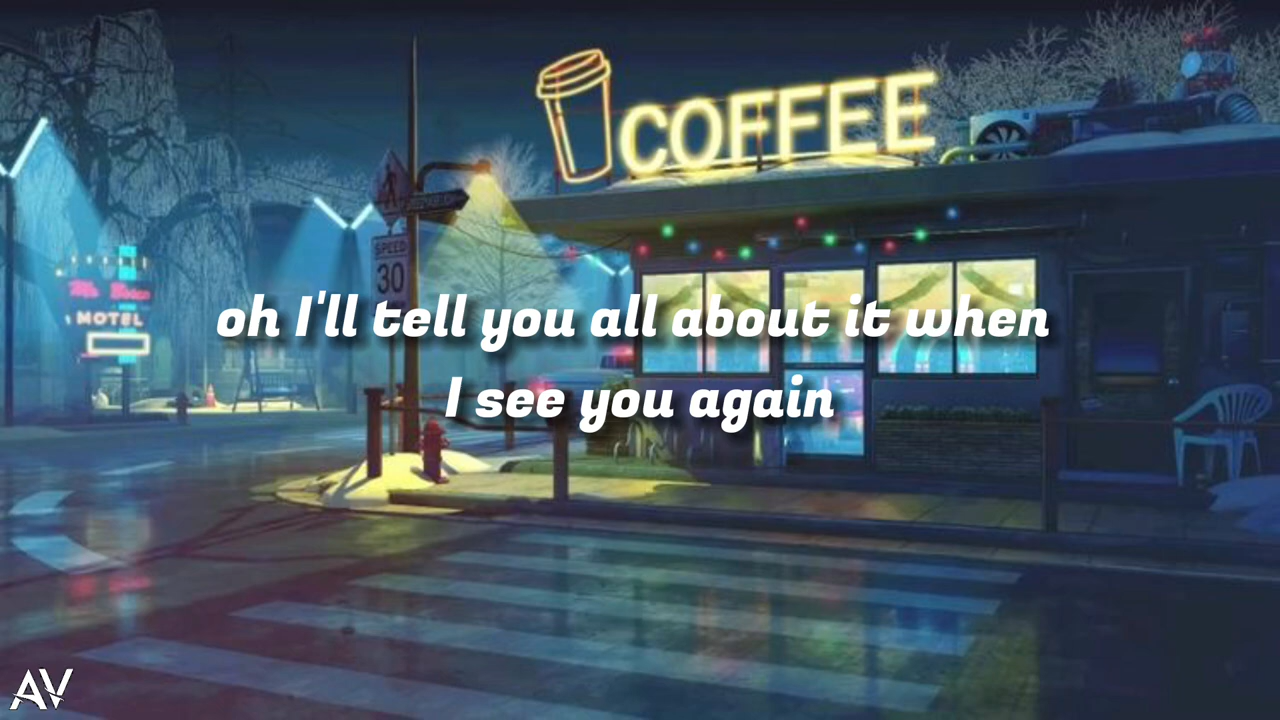 COFFEE
SPEED
30
MOTEL
oh I'll tell you all about it when
I see you again
AV